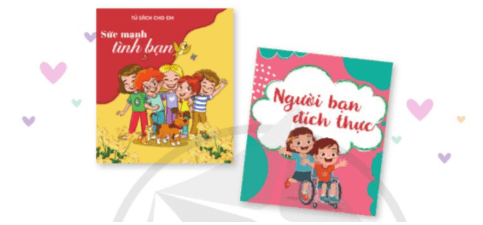 TỦ SÁCH CHO EM
Sức mạnh
tình bạn
Người bạn
đích thực